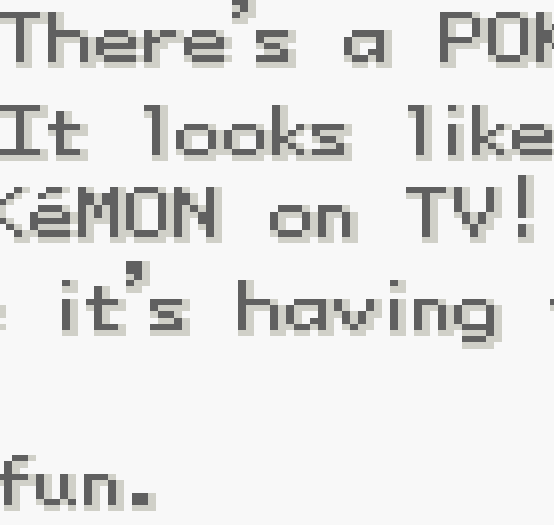 There's a POK
It looks like
KéMON on TV!
it's having
fun.